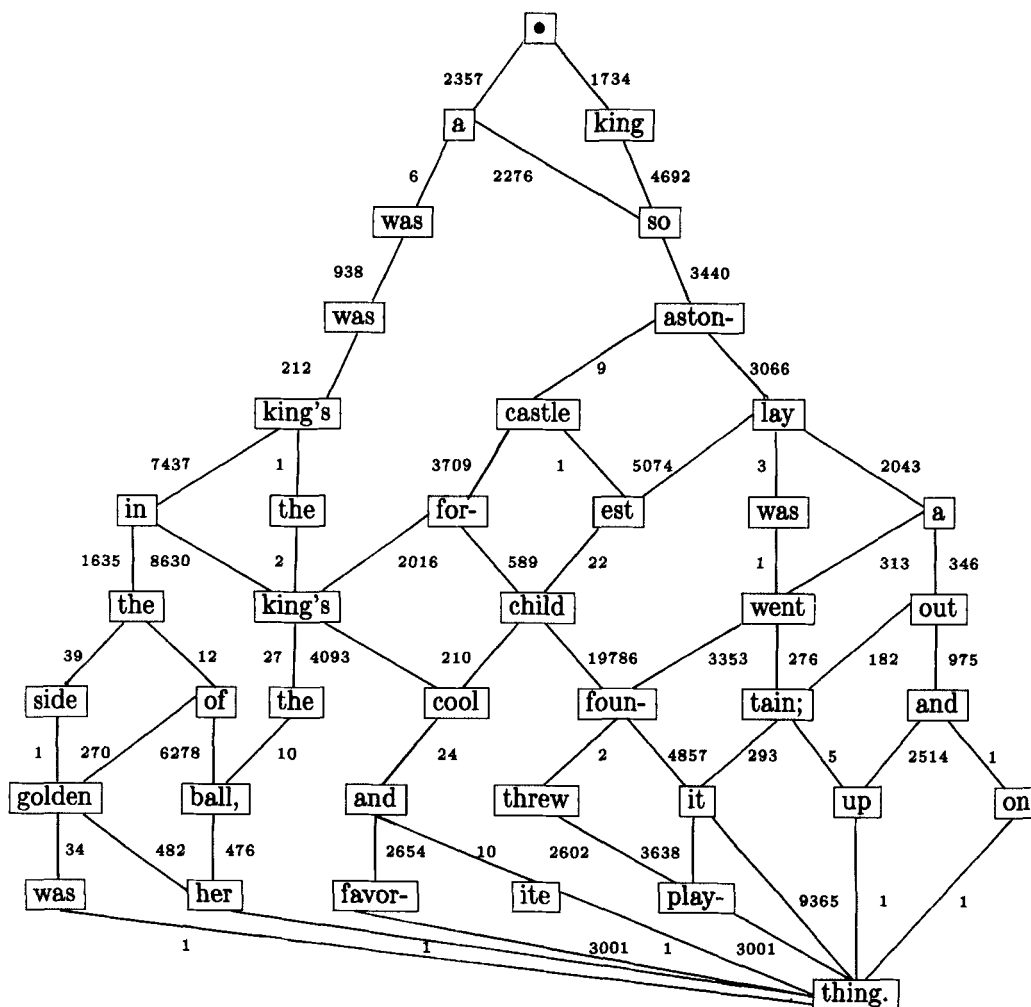 •
2357 1734
a king
6 2276 4692
was so
938 3440
was aston-
212 9 3066
king's castle lay
7437 1 3709 1 5074 3 2043
in the for- est was a
1635 8630 2 2016 589 22 1 313 346
the king's child went out
39 12 27 4093 210 19786 3353 276 182 975
side of the cool foun- tain; and
1 270 6278 10 24 2 4857 293 5 2514 1
golden ball, and threw it up on
34 482 476 2654 10 2602 3638 9365 1 1
was her favor- ite play-
1 1 3001 1 3001
thing.